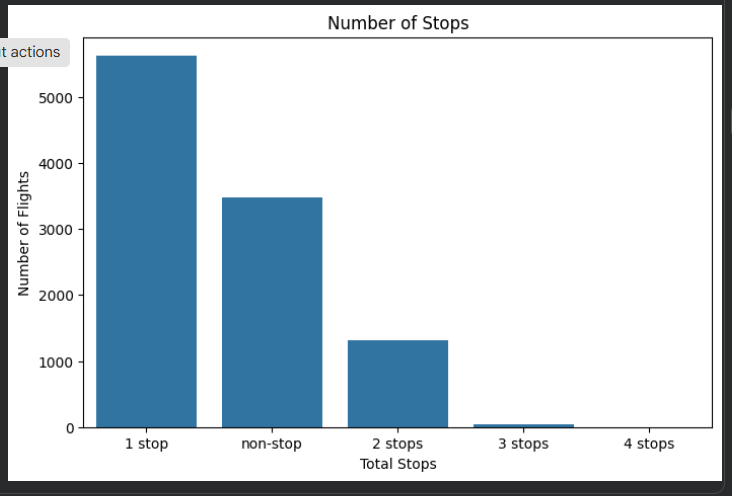 Number of Stops
t actions
5000
4000
3000
2000
1000
0
Number of Flights
1 stop non-stop 2 stops 3 stops 4 stops
Total Stops